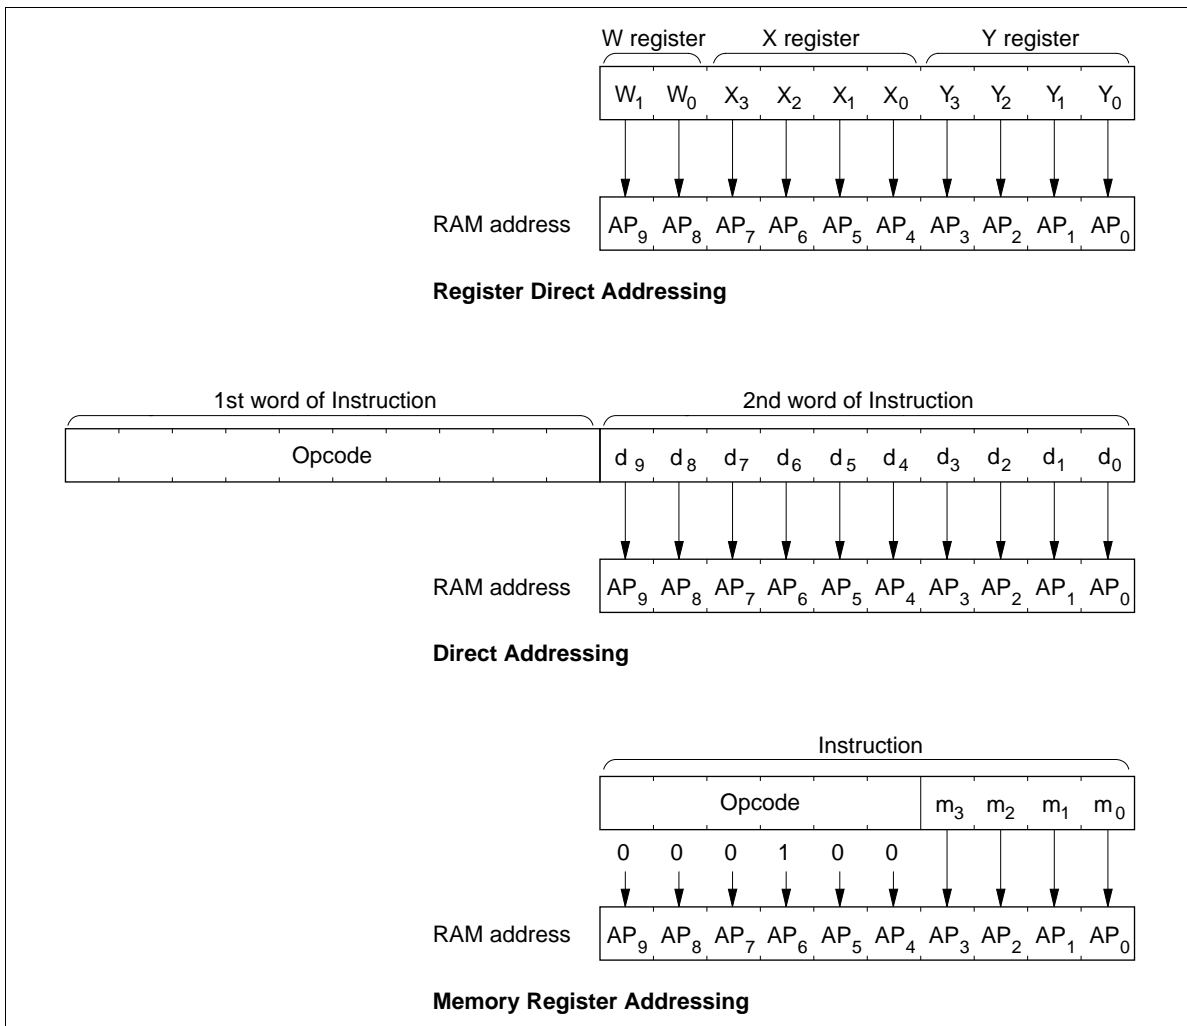 W register X register Y register
W1 W0 X3 X2 X1 X0 Y3 Y2 Y1 Y0
RAM address AP9 AP8 AP7 AP6 AP5 AP4 AP3 AP2 AP1 AP0
Register Direct Addressing
1st word of Instruction 2nd word of Instruction
Opcode d9 d8 d7 d6 d5 d4 d3 d2 d1 d0
RAM address AP9 AP8 AP7 AP6 AP5 AP4 AP3 AP2 AP1 AP0
Direct Addressing
Instruction
Opcode m3 m2 m1 m0
0 0 0 1 0 0
RAM address AP9 AP8 AP7 AP6 AP5 AP4 AP3 AP2 AP1 AP0
Memory Register Addressing